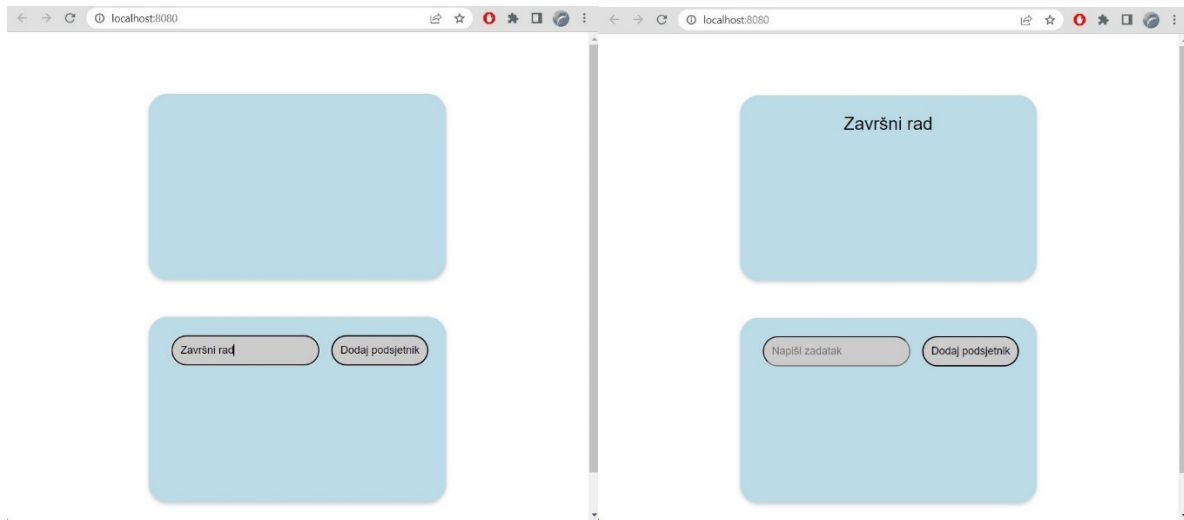 localhost:8080
Završni rad
Dodaj podsjetnik
localhost:8080
Završni rad
Napiši zadatak
Dodaj podsjetnik